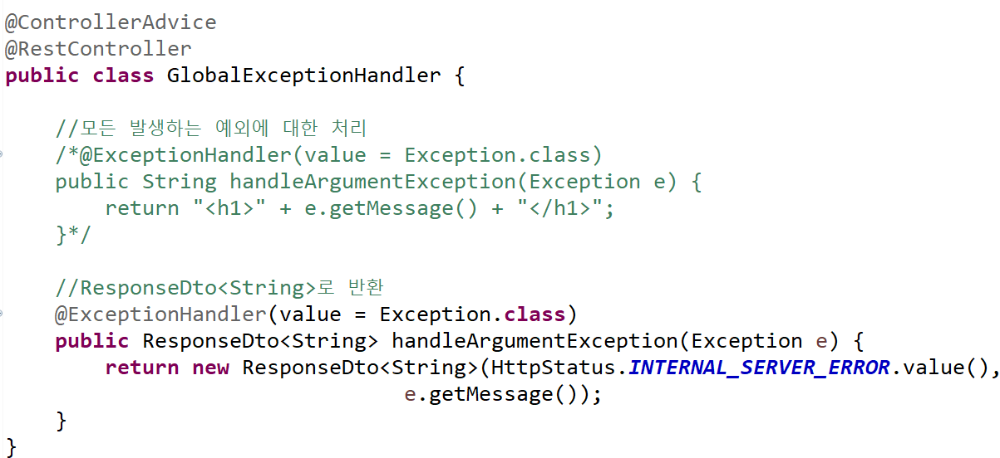 @ControllerAdvice
@RestController
public class GlobalExceptionHandler {
//모든 발생하는 예외에 대한 처리
/*@ExceptionHandler(value = Exception.class)
public String handleArgumentException(Exception e) {
return "<h1>" + e.getMessage() + "</h1>";
}*/
//ResponseDto<String>로 반환
@ExceptionHandler(value = Exception.class)
public ResponseDto<String> handleArgumentException(Exception e) {
return new ResponseDto<String>(HttpStatus.INTERNAL_SERVER_ERROR.value(),
e.getMessage());
}
}